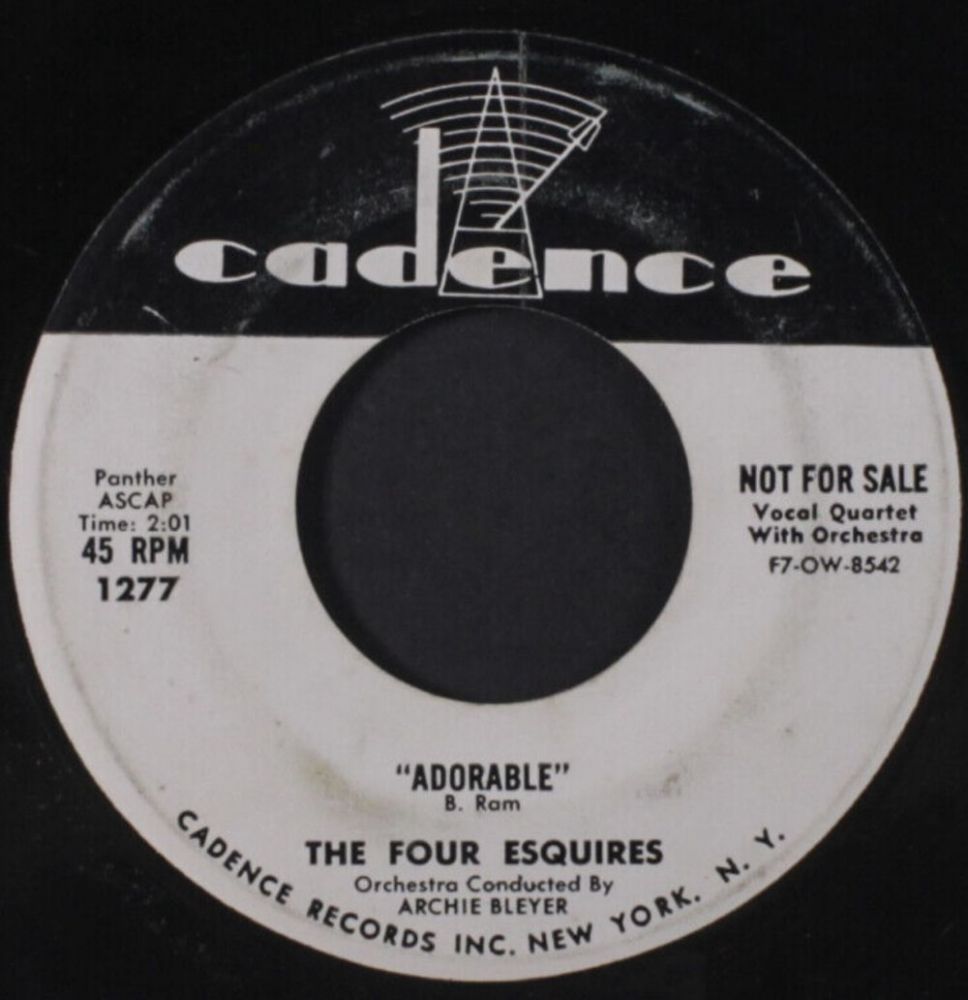 cadence
Panther
ASCAP
Time: 2:01
45 RPM
1277
NOT FOR SALE
Vocal Quartet
With Orchestra
F7-OW-8542
"ADORABLE"
B. Ram
THE FOUR ESQUIRES
Orchestra Conducted By
ARCHIE BLEYER
CADENCE RECORDS INC. NEW YORK. N. Y.